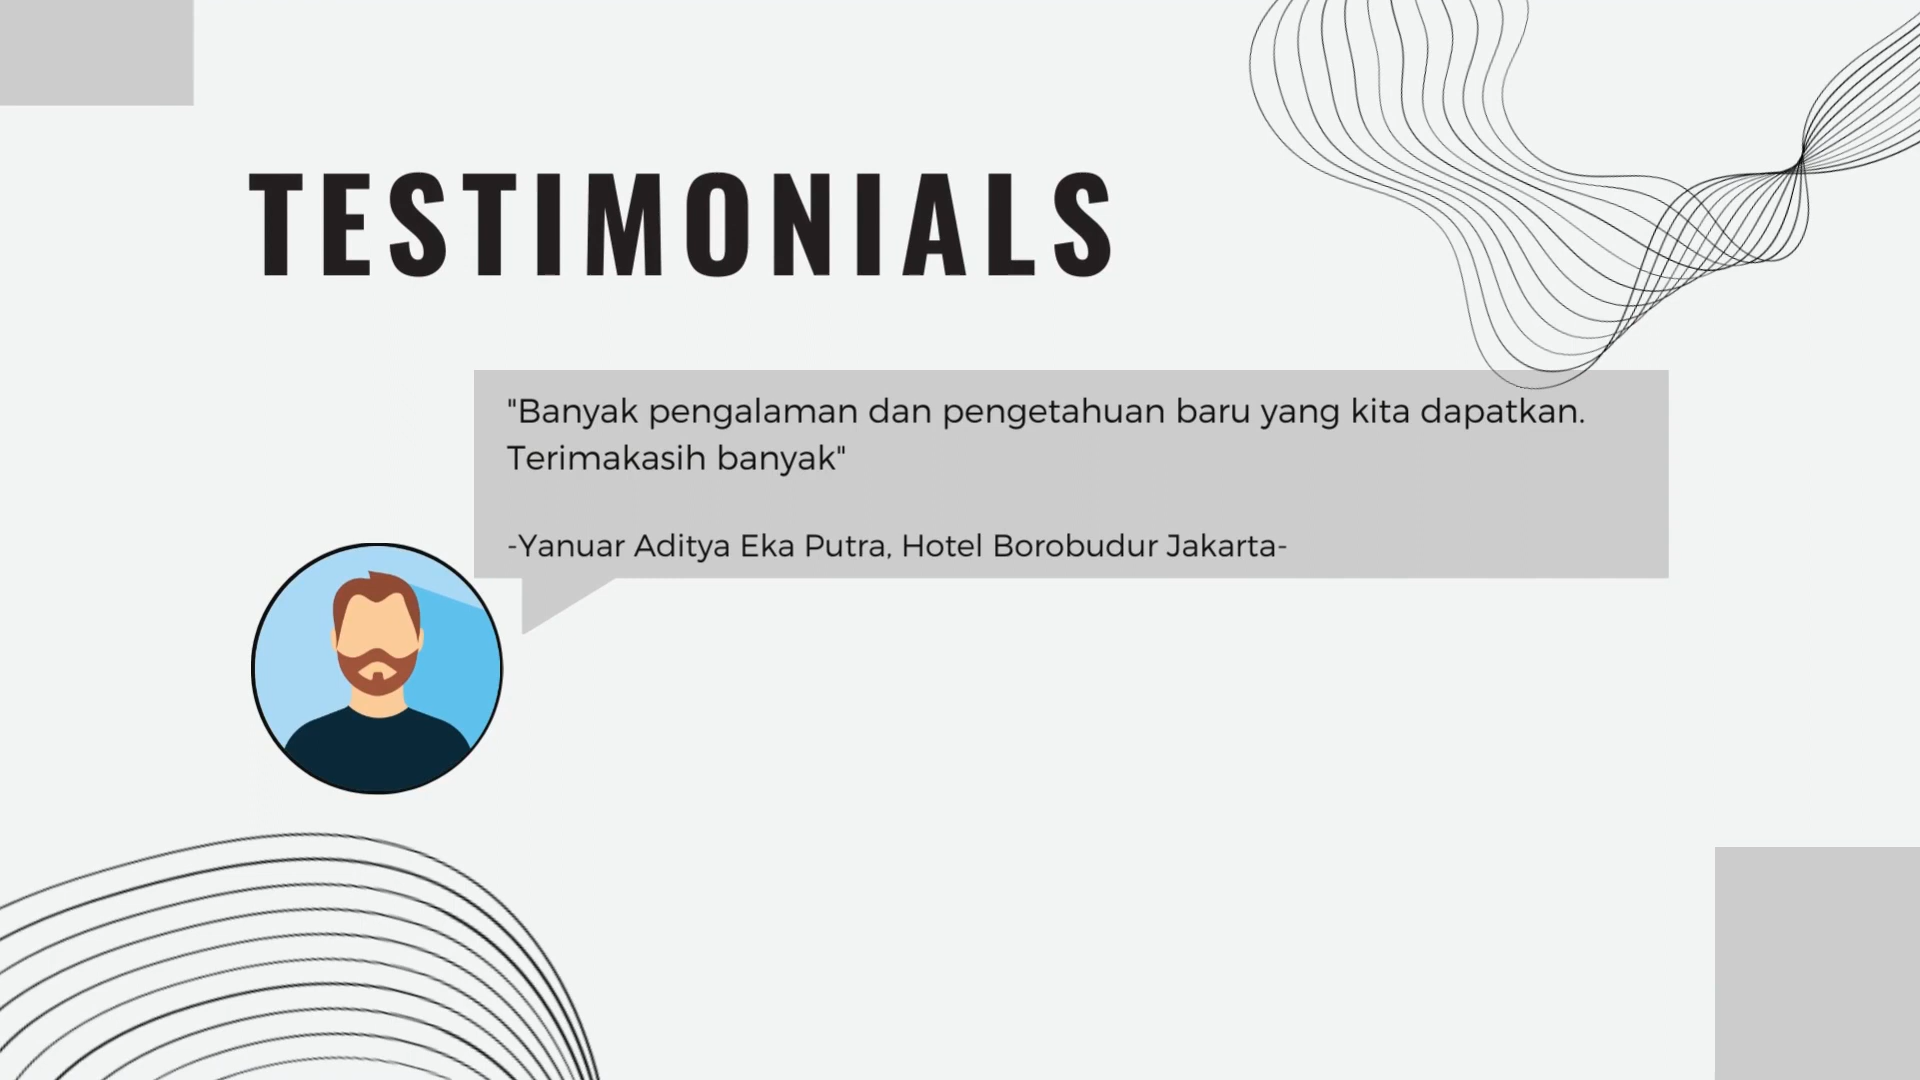 TESTIMONIALS
"Banyak pengalaman dan pengetahuan baru yang kita dapatkan.
Terimakasih banyak"
-Yanuar Aditya Eka Putra, Hotel Borobudur Jakarta-